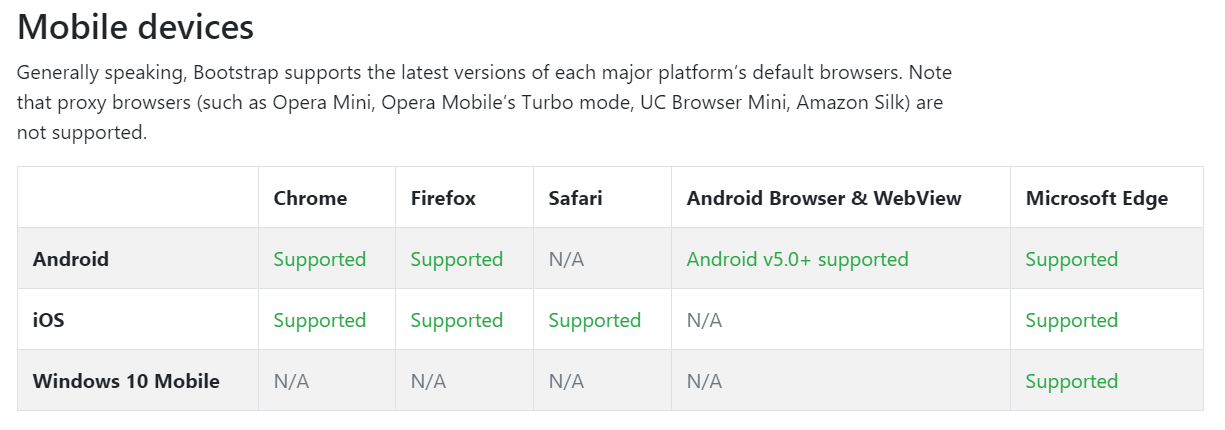 Mobile devices
Generally speaking, Bootstrap supports the latest versions of each major platform’s default browsers. Note
that proxy browsers (such as Opera Mini, Opera Mobile’s Turbo mode, UC Browser Mini, Amazon Silk) are
not supported.
Chrome Firefox Safari Android Browser & WebView Microsoft Edge
Android Supported Supported N/A Android v5.0+ supported Supported
iOS Supported Supported Supported N/A Supported
Windows 10 Mobile N/A N/A N/A N/A Supported